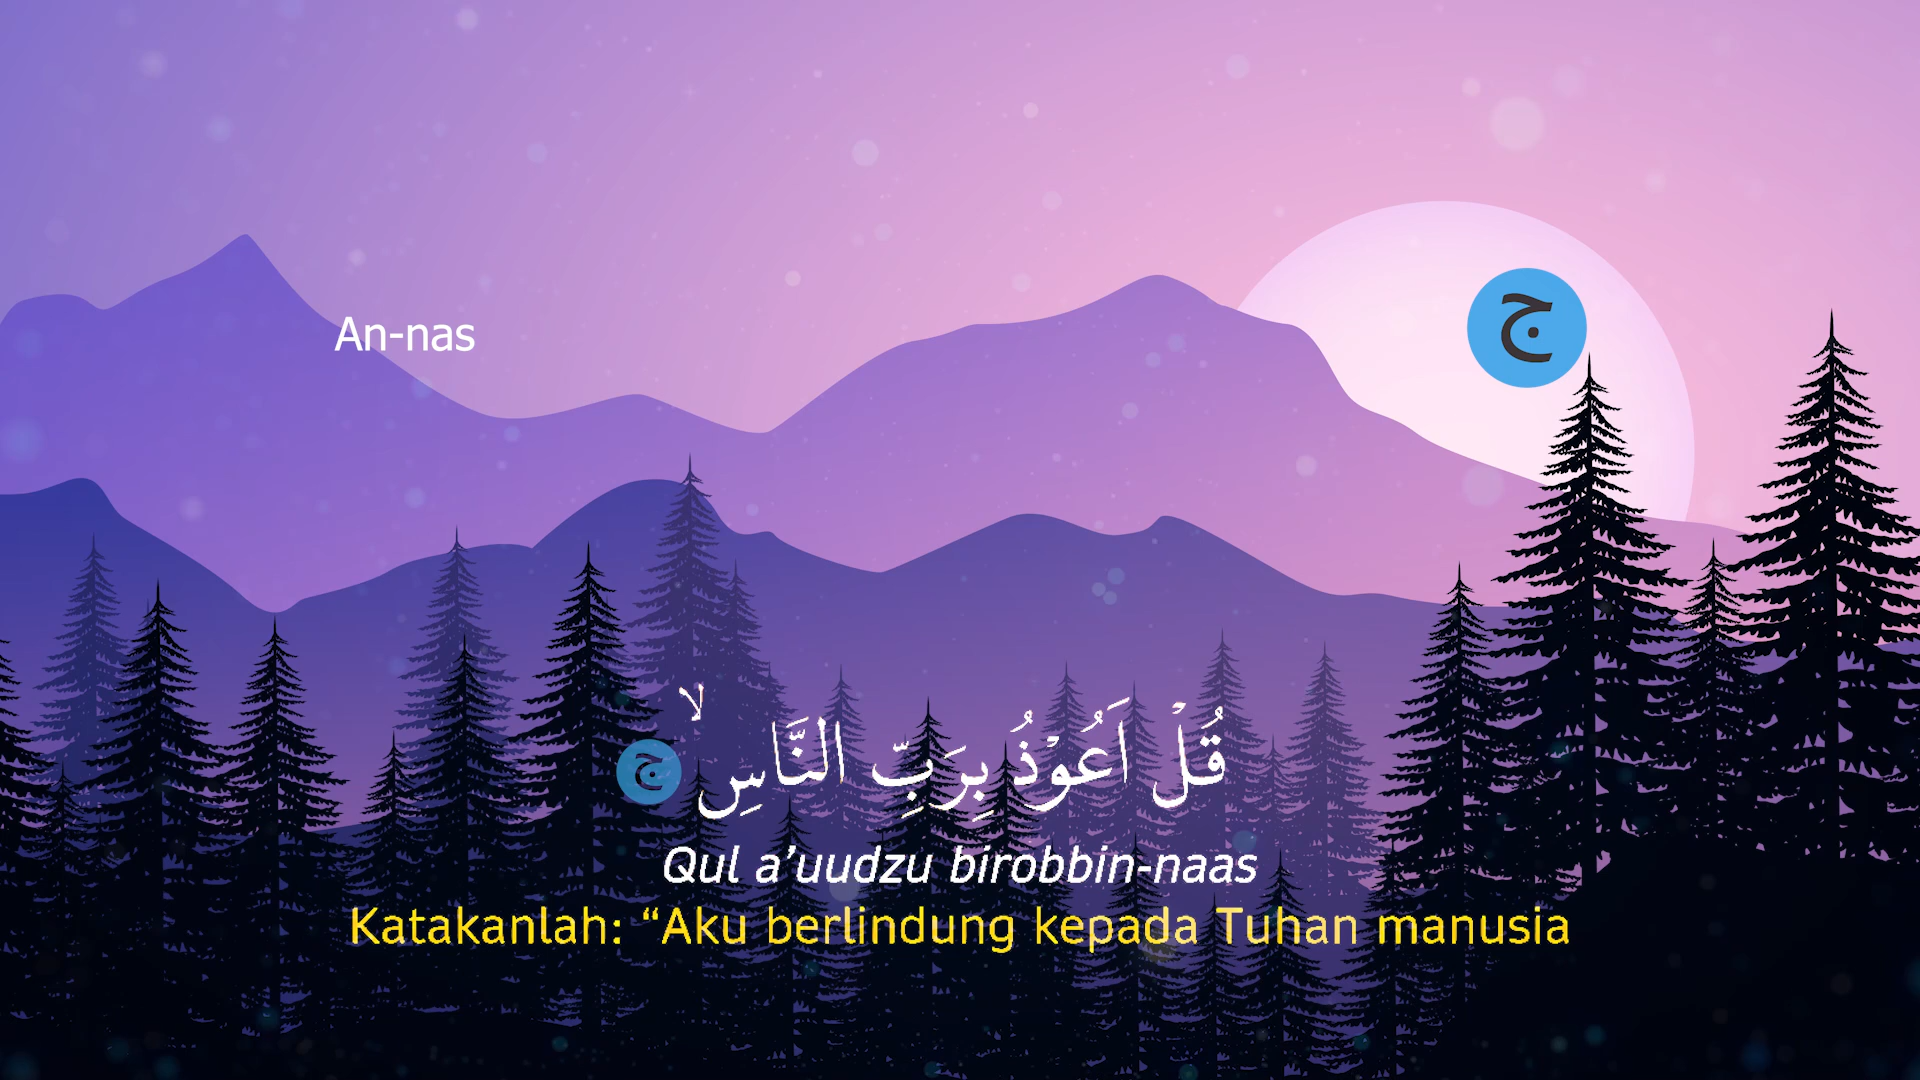 An-nas
ج
قُلْ اَعُوْذُ بِرَبِّ النَّاسِ ۙ ج
Qul a’uudzu birobbin-naas
Katakanlah: “Aku berlindung kepada Tuhan manusia